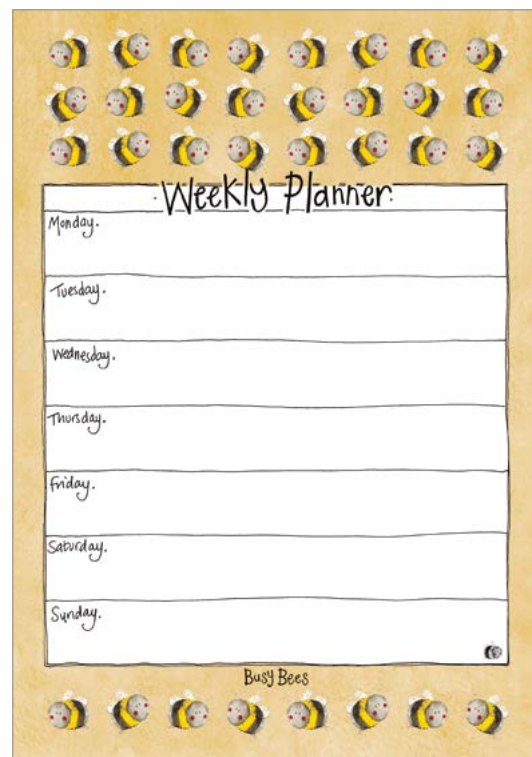 Weekly Planner.
Monday.
Tuesday.
Wednesday.
Thursday.
Friday.
Saturday.
Sunday.
Busy Bees